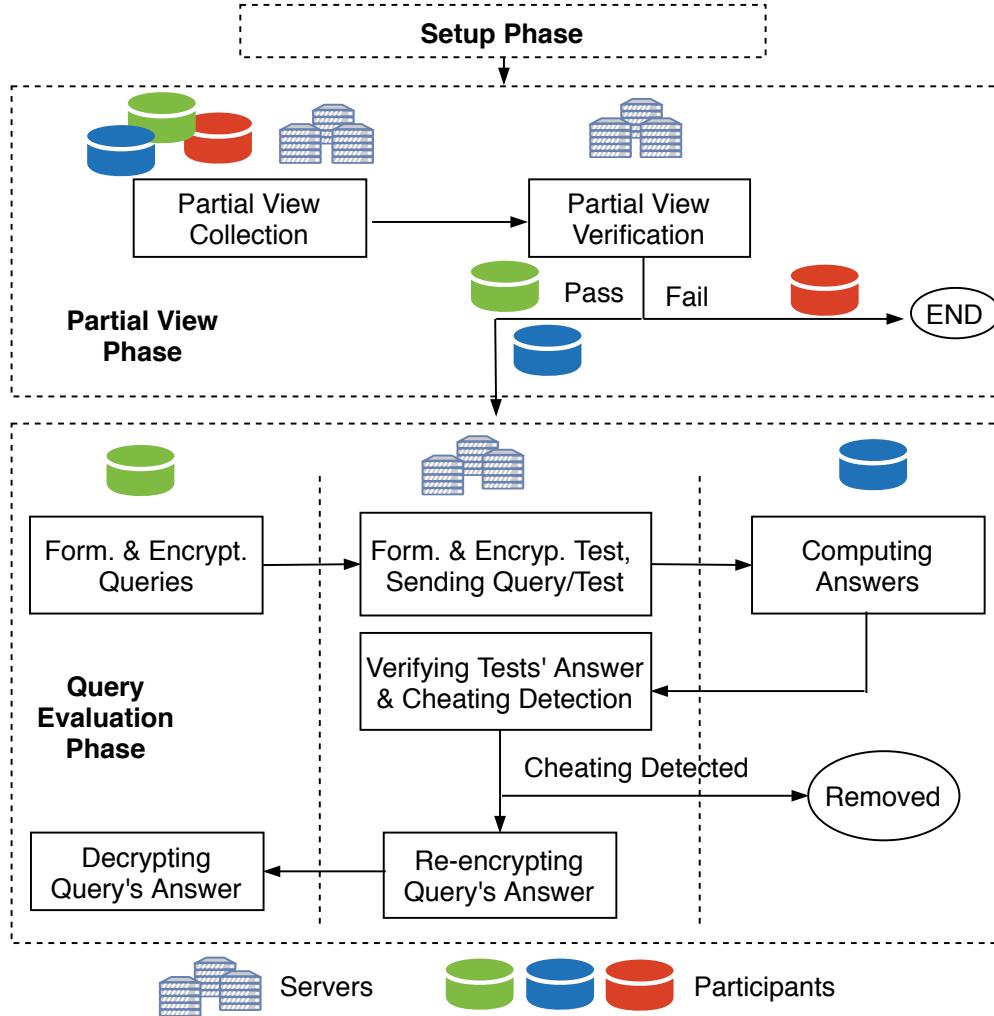 Setup Phase
Partial View
Collection
Partial View
Verification
Pass
Fail
END
Partial View
Phase
Form. & Encrypt.
Queries
Form. & Encryp. Test,
Sending Query/Test
Computing
Answers
Verifying Tests' Answer
& Cheating Detection
Query
Evaluation
Phase
Cheating Detected
Removed
Decrypting
Query's Answer
Re-encrypting
Query's Answer
Servers
Participants